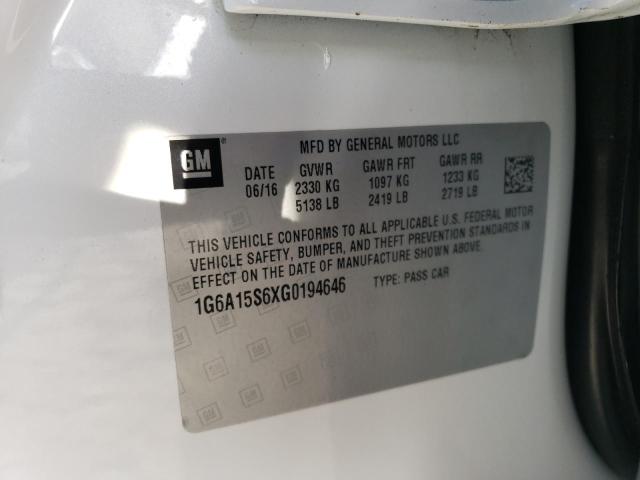 GM
MFD BY GENERAL MOTORS LLC
DATE GVWR GAWR FRT GAWR RR
06/16 2330 KG 1097 KG 1233 KG
5138 LB 2419 LB 2719 LB
THIS VEHICLE CONFORMS TO ALL APPLICABLE U.S. FEDERAL MOTOR
VEHICLE SAFETY, BUMPER, AND THEFT PREVENTION STANDARDS IN
EFFECT ON THE DATE OF MANUFACTURE SHOWN ABOVE.
1G6A15S6XG0194646 TYPE: PASS CAR